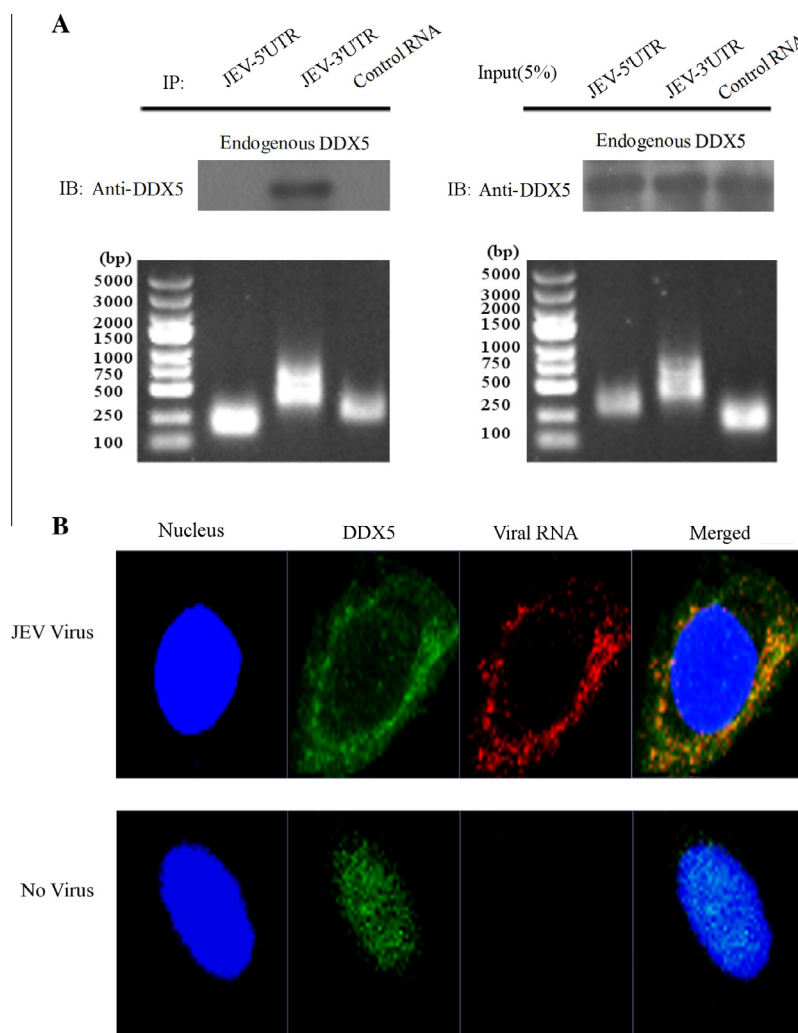 A
IP: JEV-5'UTR JEV-3'UTR Control RNA
Endogenous DDX5
IB: Anti-DDX5
(bp)
5000
3000
2000
1500
1000
750
500
250
100
Input(5%) JEV-5'UTR JEV-3'UTR Control RNA
Endogenous DDX5
IB: Anti-DDX5
(bp)
5000
3000
2000
1500
1000
750
500
250
100
B
Nucleus DDX5 Viral RNA Merged
JEV Virus
No Virus